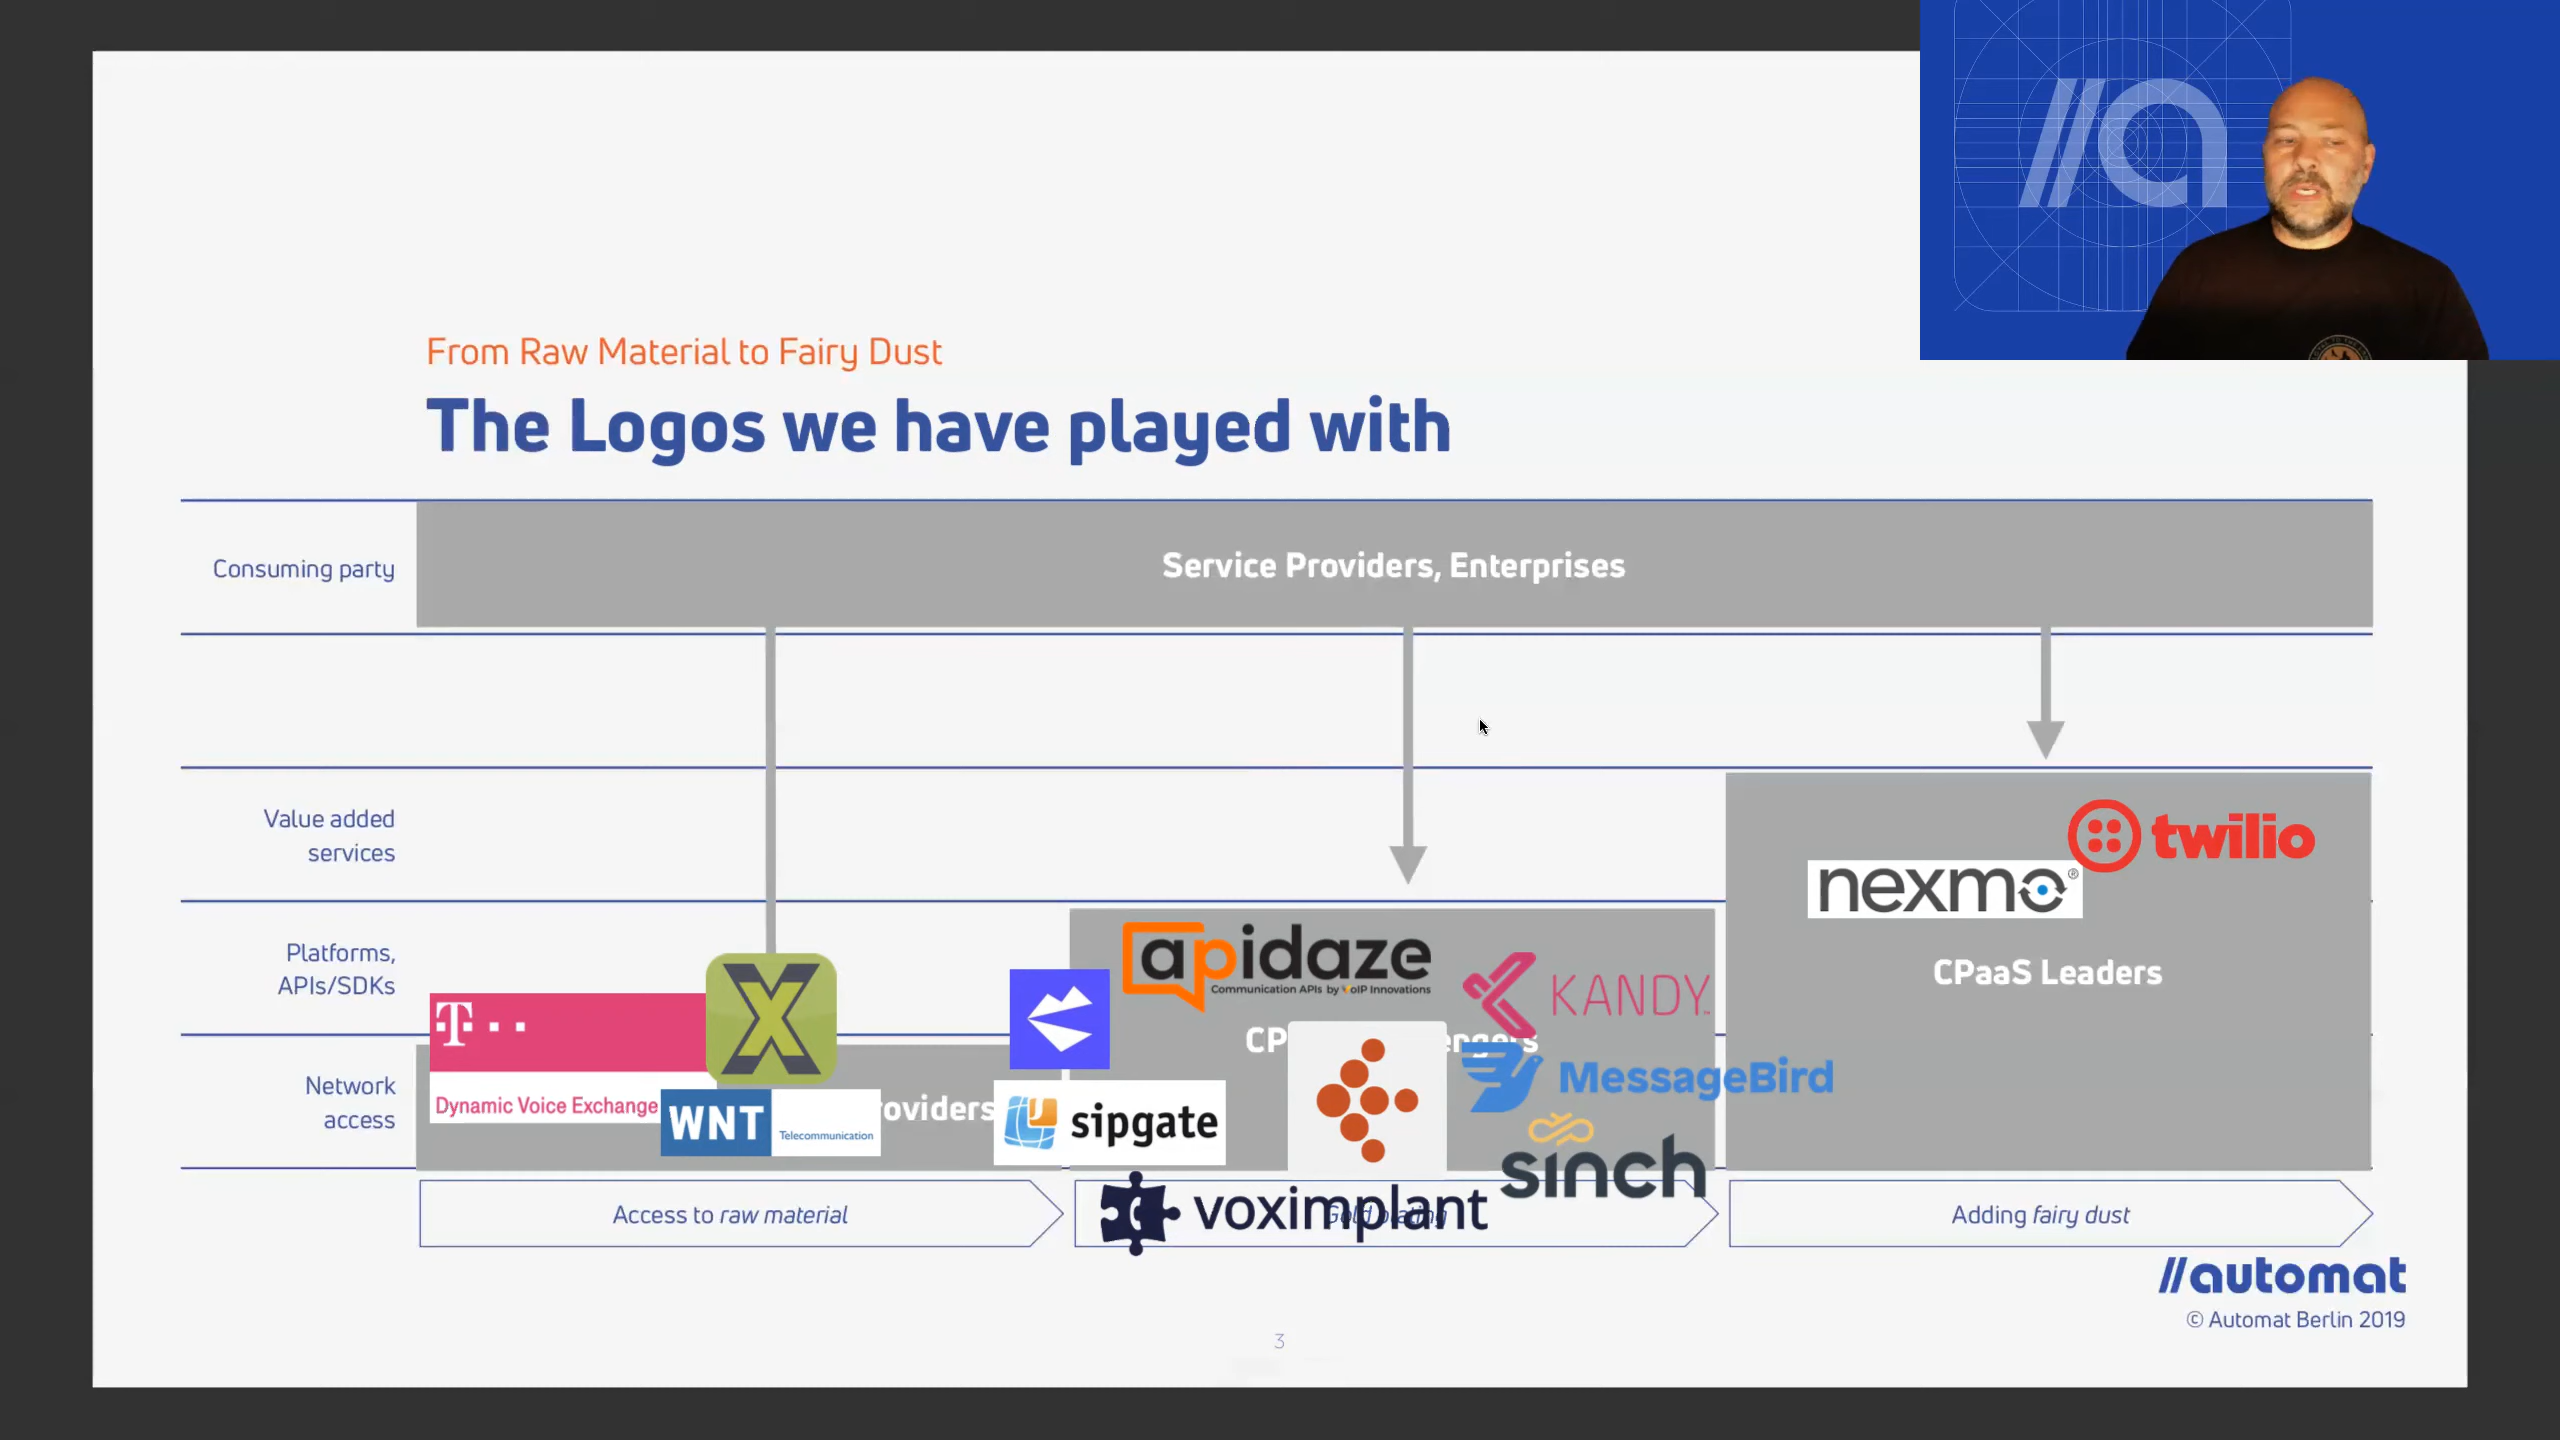 From Raw Material to Fairy Dust
The Logos we have played with
Consuming party
Service Providers, Enterprises
Value added
services
twilio
nexmo®
CPaaS Leaders
Platforms,
APIs/SDKs
apidaze
Communication APIs by VoIP Innovations
KANDY
T
X
Network
access
MessageBird
Dynamic Voice Exchange
WNT
Telecommunication
oviders
sipgate
sinch
voximplant
Access to raw material
Adding fairy dust
//automat
© Automat Berlin 2019
3
//a